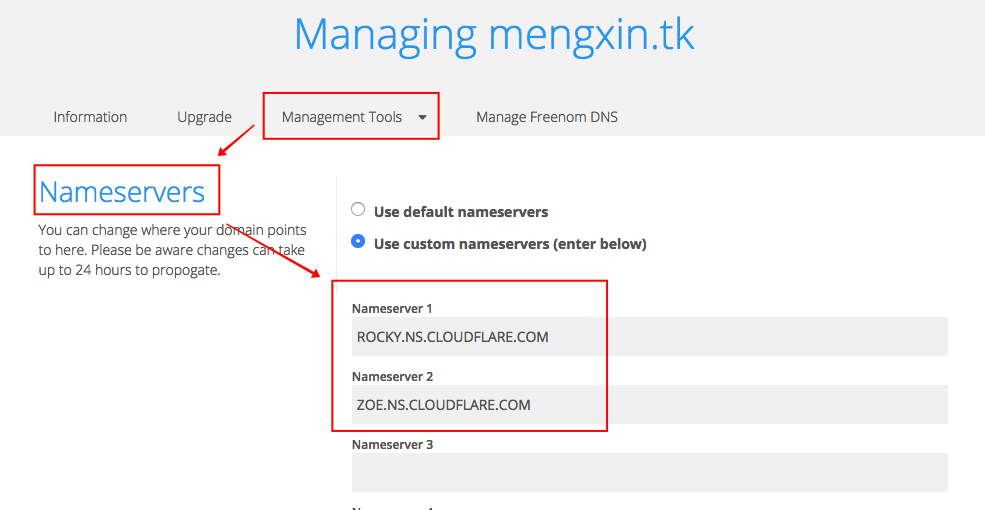 Managing mengxin.tk
Information
Upgrade
Management Tools
Manage Freenom DNS
Nameservers
You can change where your domain points
to here. Please be aware changes can take
up to 24 hours to propogate.
Use default nameservers
Use custom nameservers (enter below)
Nameserver 1
ROCKY.NS.CLOUDFLARE.COM
Nameserver 2
ZOE.NS.CLOUDFLARE.COM
Nameserver 3